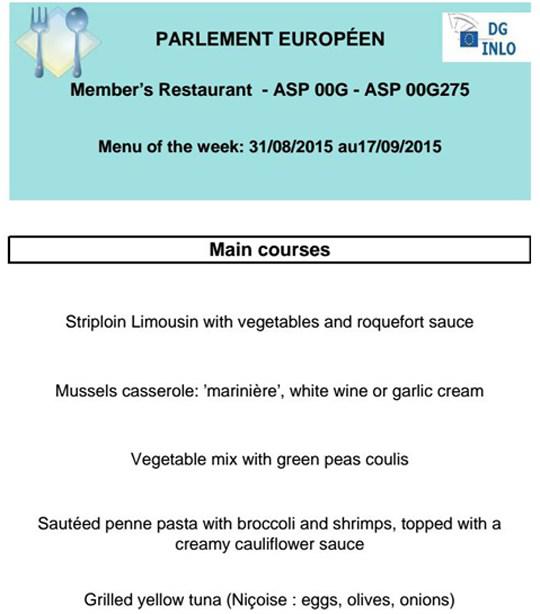 PARLEMENT EUROPÉEN
DG
INLO
Member’s Restaurant - ASP 00G - ASP 00G275
Menu of the week: 31/08/2015 au17/09/2015
Main courses
Striploin Limousin with vegetables and roquefort sauce
Mussels casserole: ’marinière’, white wine or garlic cream
Vegetable mix with green peas coulis
Sautéed penne pasta with broccoli and shrimps, topped with a
creamy cauliflower sauce
Grilled yellow tuna (Niçoise : eggs, olives, onions)